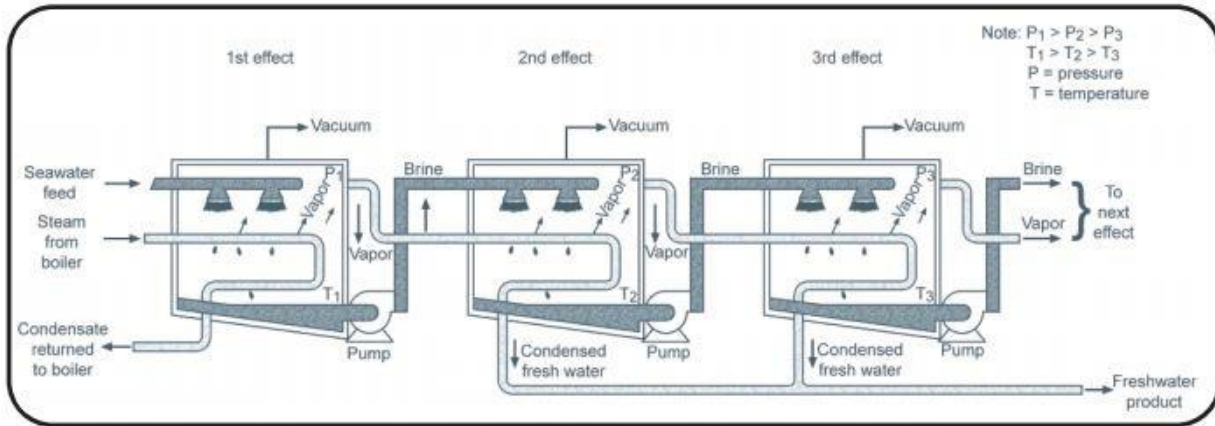 Note: P1 > P2 > P3
T1 > T2 > T3
P = pressure
T = temperature
1st effect
2nd effect
3rd effect
Vacuum
Vacuum
Vacuum
Seawater
feed
Steam
from
boiler
Condensate
returned
to boiler
P1
Vapor
Vapor
T1
Pump
Brine
P2
Vapor
Vapor
T2
Pump
Condensed
fresh water
Brine
P3
Vapor
T3
Pump
Condensed
fresh water
Brine
Vapor
To
next
effect
Freshwater
product